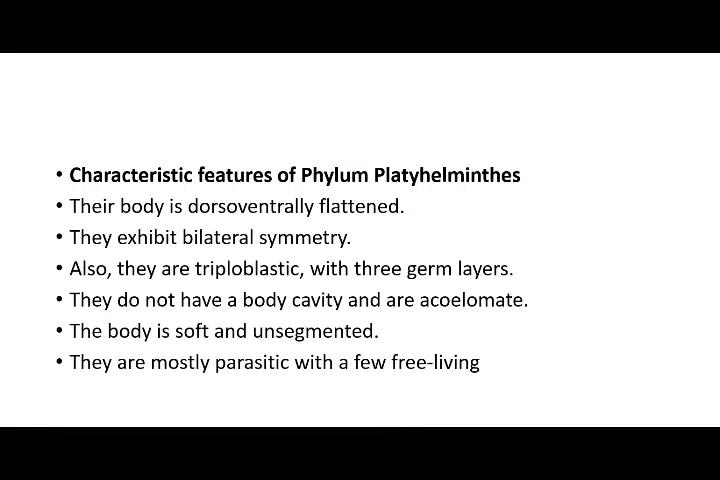 • Characteristic features of Phylum Platyhelminthes
• Their body is dorsoventrally flattened.
• They exhibit bilateral symmetry.
• Also, they are triploblastic, with three germ layers.
• They do not have a body cavity and are acoelomate.
• The body is soft and unsegmented.
• They are mostly parasitic with a few free-living